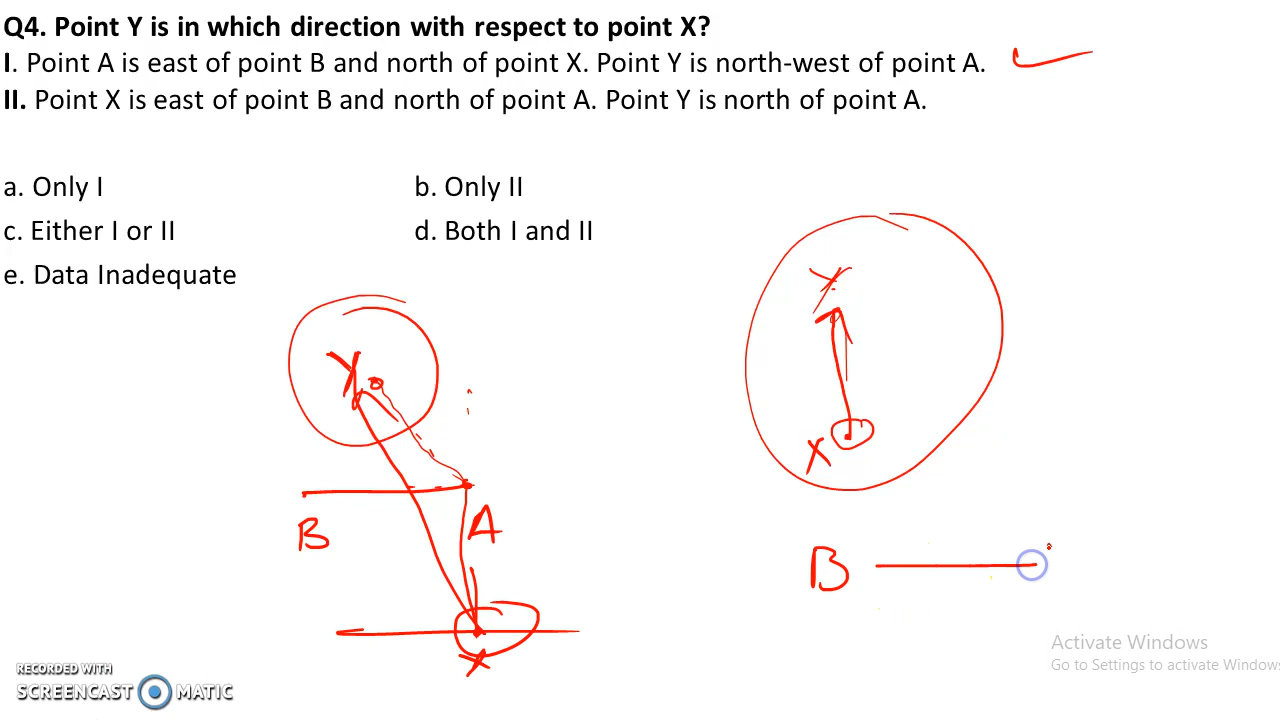 Q4. Point Y is in which direction with respect to point X?
I. Point A is east of point B and north of point X. Point Y is north-west of point A.
II. Point X is east of point B and north of point A. Point Y is north of point A.
a. Only I
b. Only II
c. Either I or II
d. Both I and II
e. Data Inadequate
Y
Y
X
B
A
B
X
Activate Windows
Go to Settings to activate Windows
RECORDED WITH
SCREENCAST MATIC